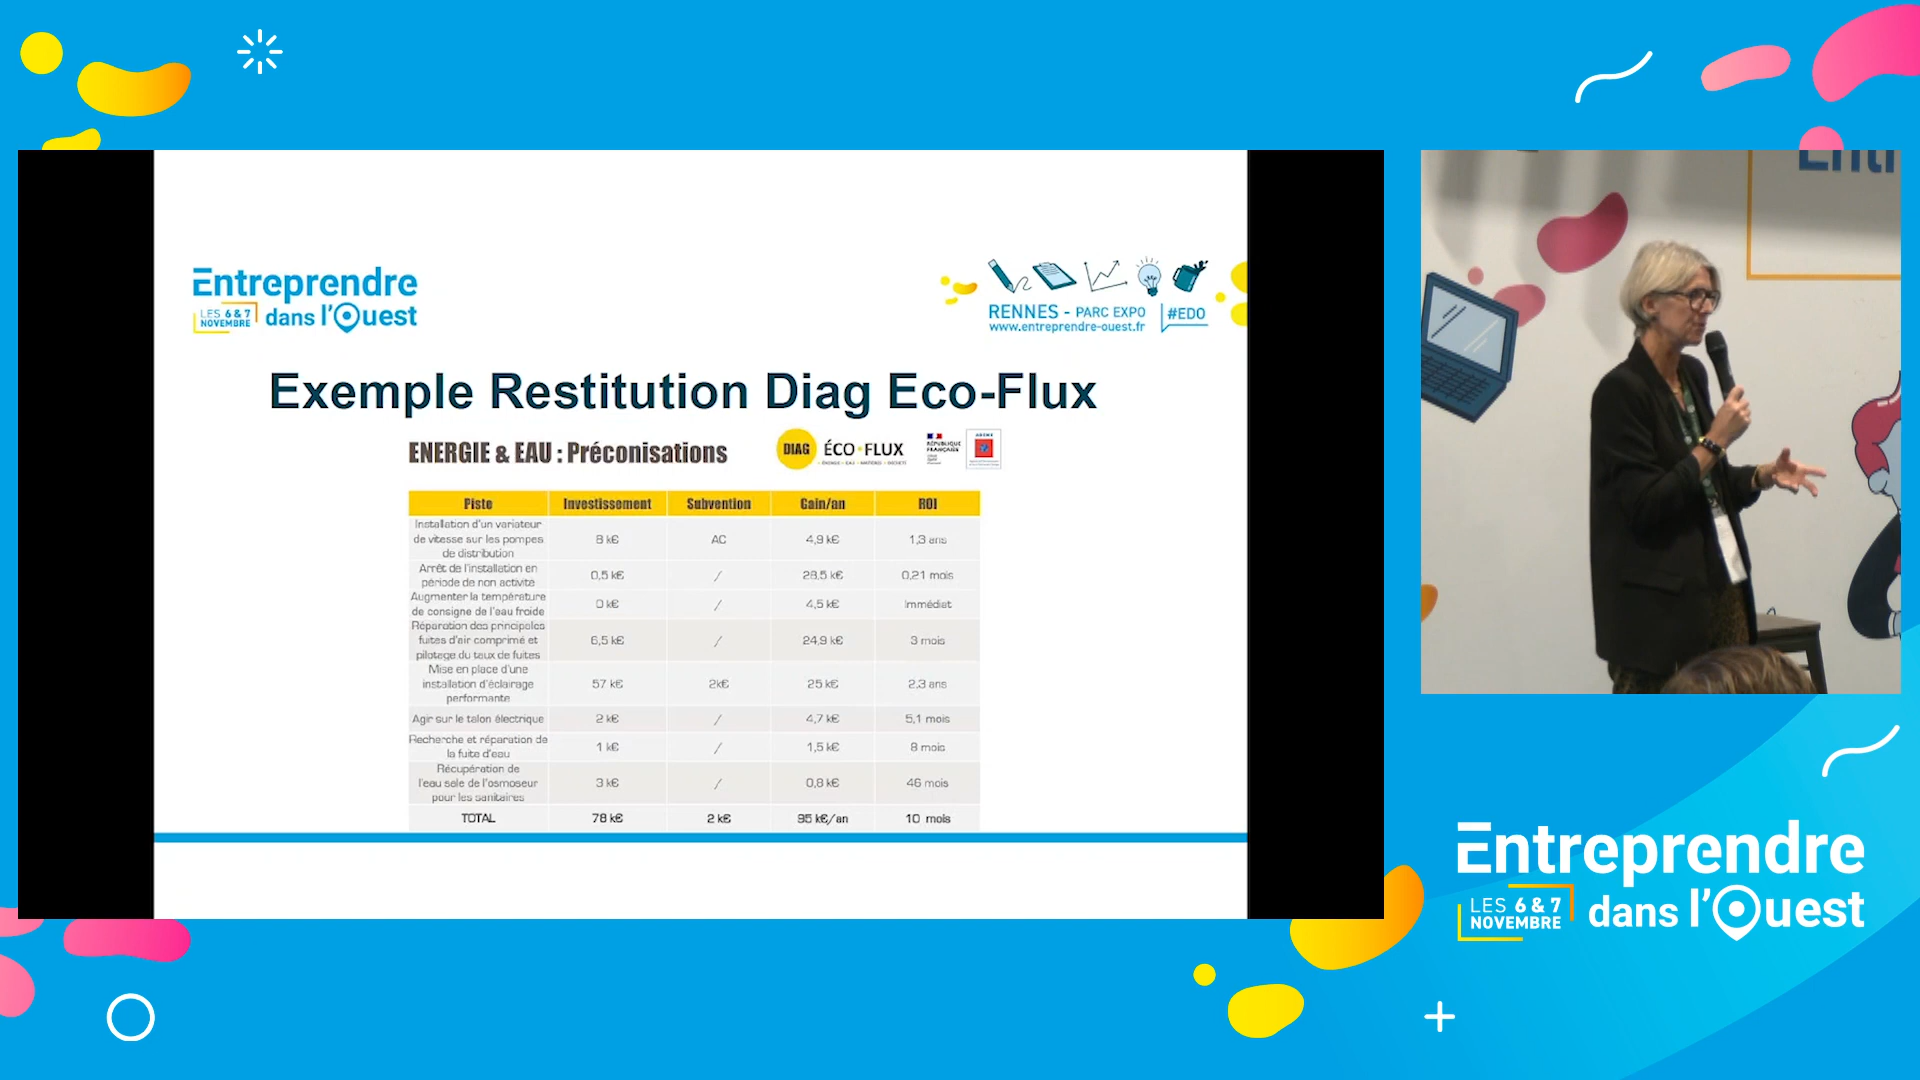 Entreprendre
LES 6 & 7
NOVEMBRE
dans l'Ouest
RENNES - PARC EXPO
www.entreprendre-ouest.fr
#EDO
Exemple Restitution Diag Eco-Flux
ENERGIE & EAU : Préconisations
DIAG ÉCO·FLUX
RÉPUBLIQUE
FRANÇAISE
ADEME
Piste Investissement Subvention Gain/an ROI
Installation d'un variateur
de vitesse sur les pompes
de distribution
8 k€ AC 4,9 k€ 1,3 ans
Arrêt de l'installation en
période de non activité
0,5 k€ / 28,5 k€ 0,21 mois
Augmenter la température
de consigne de l'eau froide
0 k€ / 4,5 k€ Immédiat
Réparation des principales
fuites d'air comprimé et
pilotage du taux de fuites
6,5 k€ / 24,9 k€ 3 mois
Mise en place d'une
installation d'éclairage
performante
57 k€ 2k€ 25 k€ 2,3 ans
Agir sur le talon électrique
2 k€ / 4,7 k€ 5,1 mois
Recherche et réparation de
la fuite d'eau
1 k€ / 1,5 k€ 8 mois
Récupération de
l'eau sale de l'osmoseur
pour les sanitaires
3 k€ / 0,8 k€ 46 mois
TOTAL 78 k€ 2 k€ 95 k€/an 10 mois
Entreprendre
LES 6 & 7
NOVEMBRE
dans l'Ouest